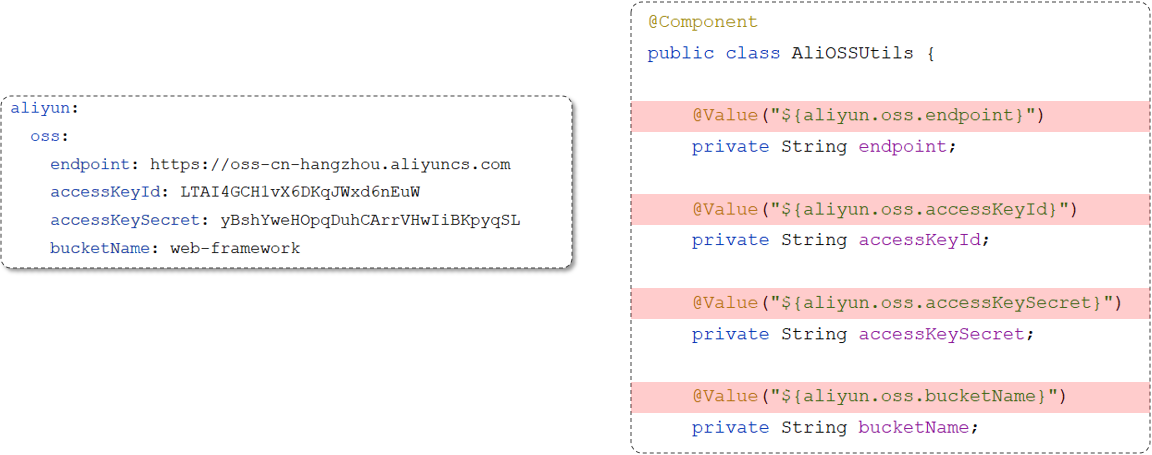 aliyun:
oss:
endpoint: https://oss-cn-hangzhou.aliyuncs.com
accessKeyId: LTAI4GCH1vX6DKqJWxd6nEuW
accessKeySecret: yBshYweHOpqDuhCArrVHwIiBKpyqSL
bucketName: web-framework
@Component
public class AliOSSUtils {
@Value("${aliyun.oss.endpoint}")
private String endpoint;
@Value("${aliyun.oss.accessKeyId}")
private String accessKeyId;
@Value("${aliyun.oss.accessKeySecret}")
private String accessKeySecret;
@Value("${aliyun.oss.bucketName}")
private String bucketName;